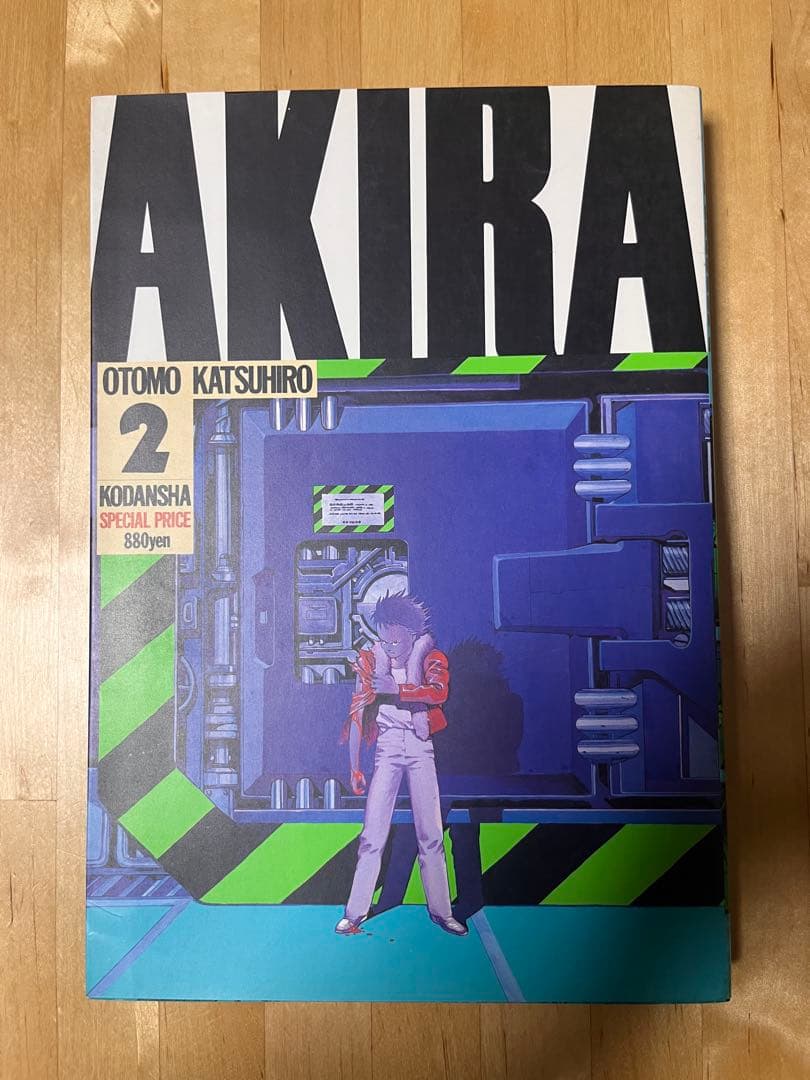 AKIRA
OTOMO KATSUHIRO
2
KODANSHA
SPECIAL PRICE
880yen